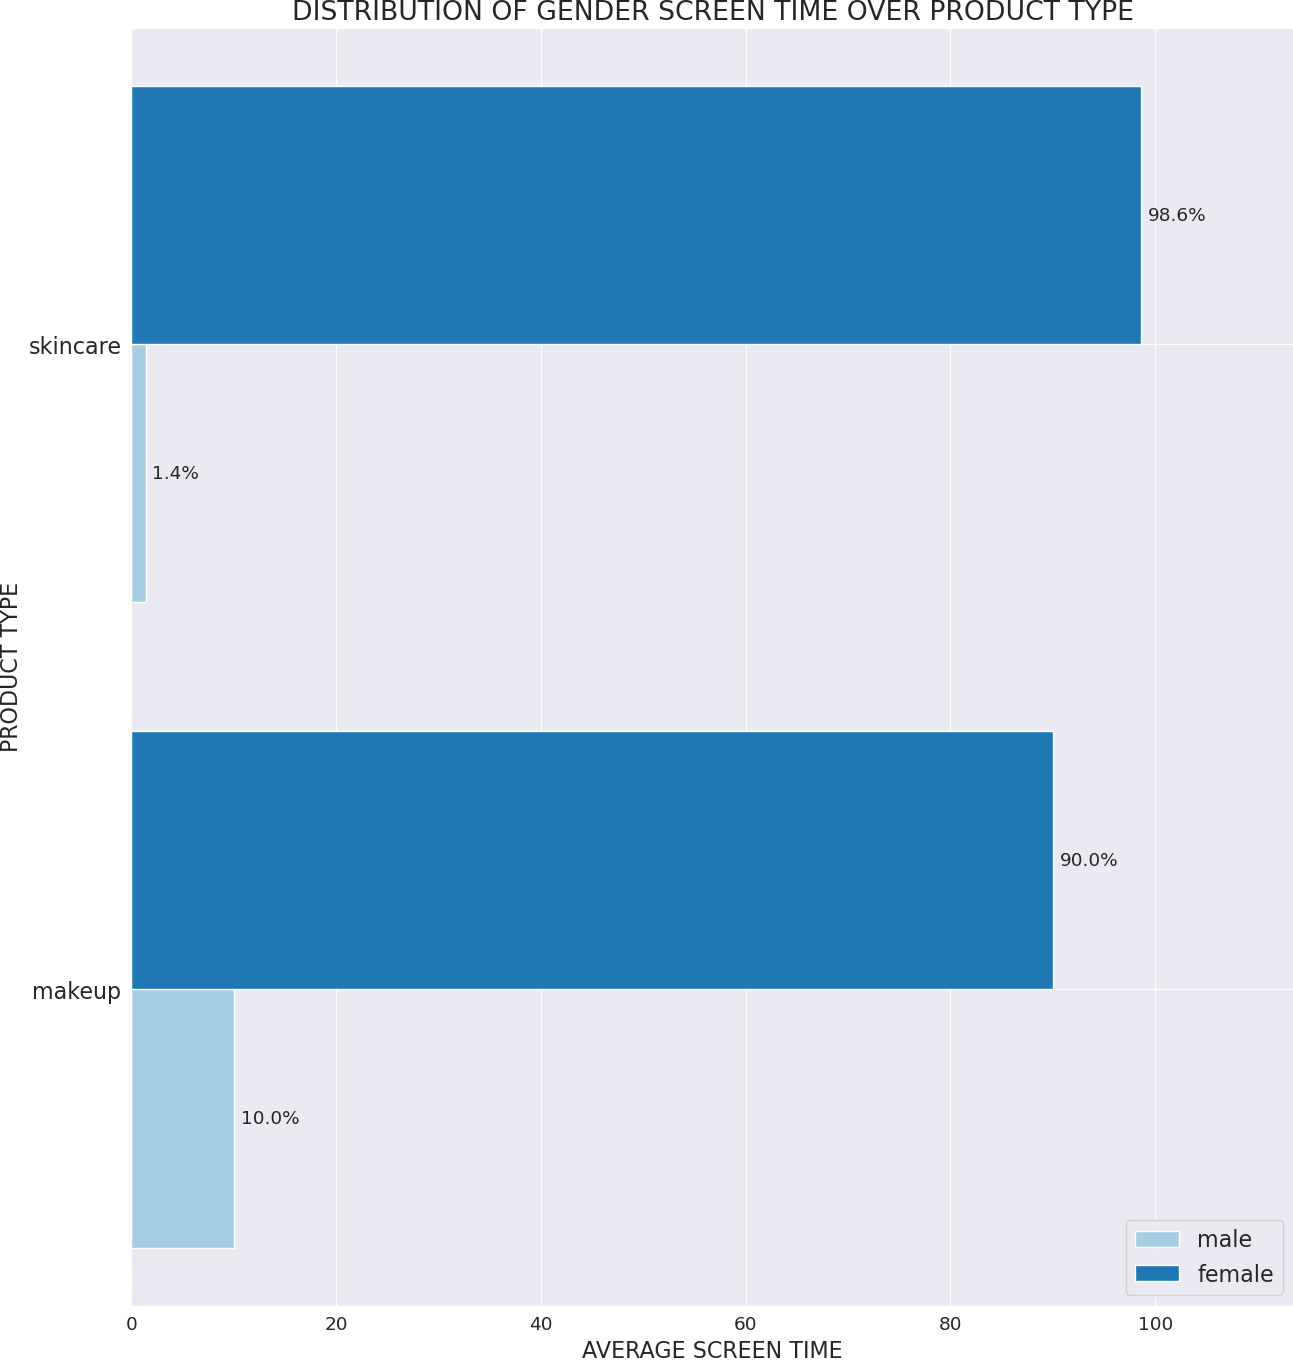 DISTRIBUTION OF GENDER SCREEN TIME OVER PRODUCT TYPE
98.6%
skincare
1.4%
PRODUCT TYPE
90.0%
makeup
10.0%
male
female
0 20 40 60 80 100
AVERAGE SCREEN TIME